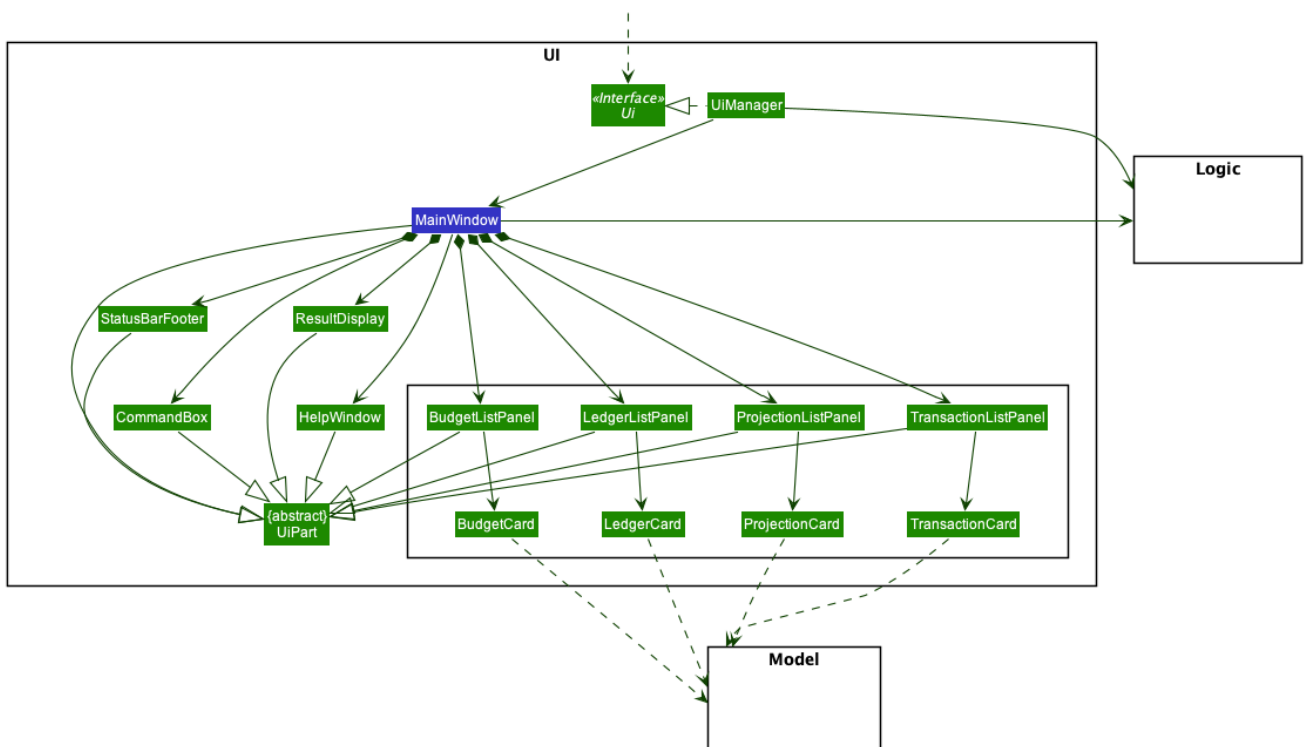 UI
«Interface»
Ui
UiManager
Logic
MainWindow
StatusBarFooter
ResultDisplay
CommandBox
HelpWindow
BudgetListPanel
LedgerListPanel
ProjectionListPanel
TransactionListPanel
{abstract}
UiPart
BudgetCard
LedgerCard
ProjectionCard
TransactionCard
Model